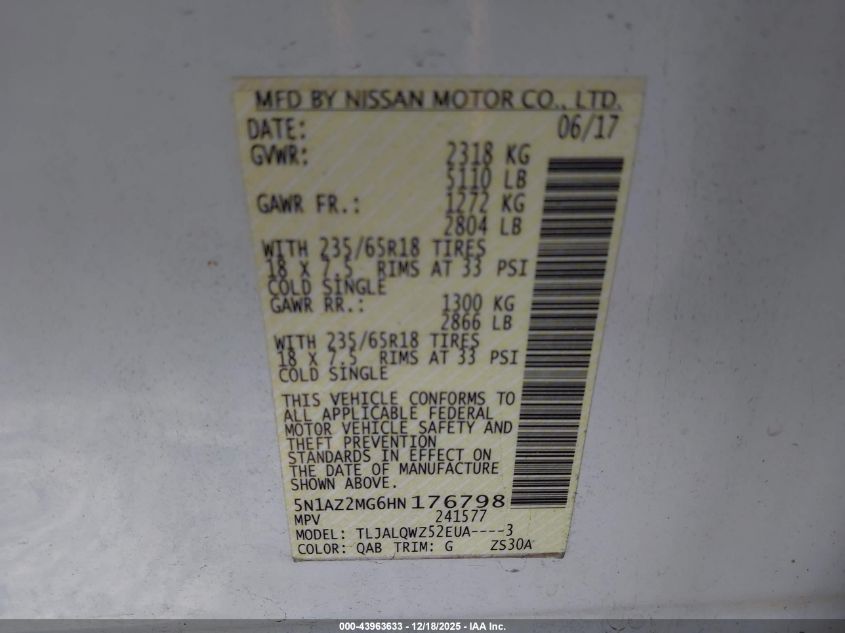 MFD BY NISSAN MOTOR CO., LTD.
DATE: 06/17
GVWR: 2318 KG
5110 LB
GAWR FR.: 1272 KG
2804 LB
WITH 235/65R18 TIRES
18 X 7.5 RIMS AT 33 PSI
COLD SINGLE
GAWR RR.: 1300 KG
2866 LB
WITH 235/65R18 TIRES
18 X 7.5 RIMS AT 33 PSI
COLD SINGLE
THIS VEHICLE CONFORMS TO
ALL APPLICABLE FEDERAL
MOTOR VEHICLE SAFETY AND
THEFT PREVENTION
STANDARDS IN EFFECT ON
THE DATE OF MANUFACTURE
SHOWN ABOVE.
5N1AZ2MG6HN176798
MPV 241577
MODEL: TLJALQWZ52EUA----3
COLOR: QAB TRIM: G ZS30A
000-43963633 - 12/18/2025 - IAA Inc.